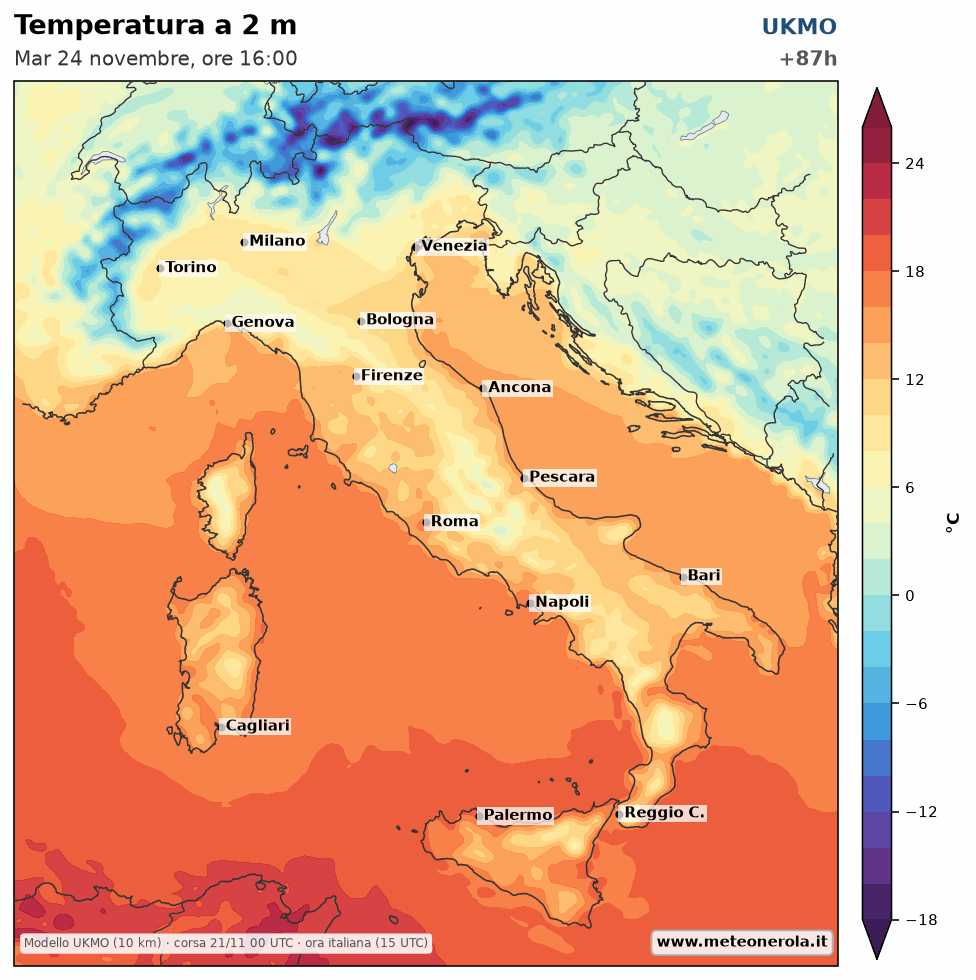 Temperatura a 2 m
UKMO
Mar 24 novembre, ore 16:00
+87h
Milano
Venezia
Torino
Genova
Bologna
Firenze
Ancona
Pescara
Roma
Bari
Napoli
Cagliari
Palermo
Reggio C.
24
18
12
6
0
−6
−12
−18
°C
Modello UKMO (10 km) · corsa 21/11 00 UTC · ora italiana (15 UTC)
www.meteonerola.it